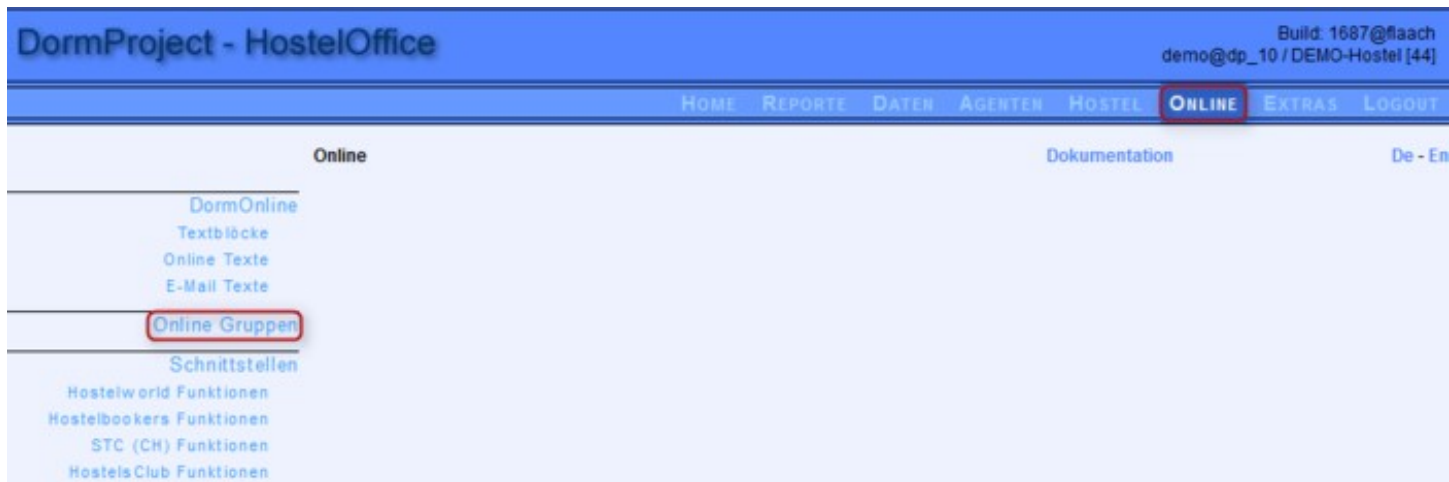 DormProject - HostelOffice
Build: 1687@flaach
demo@dp_10 / DEMO-Hostel [44]
HOME REPORTE DATEN AGENTEN HOSTEL ONLINE EXTRAS LOGOUT
Online Dokumentation De - En
DormOnline
Textblöcke
Online Texte
E-Mail Texte
Online Gruppen
Schnittstellen
Hostelworld Funktionen
Hostelbookers Funktionen
STC (CH) Funktionen
HostelsClub Funktionen